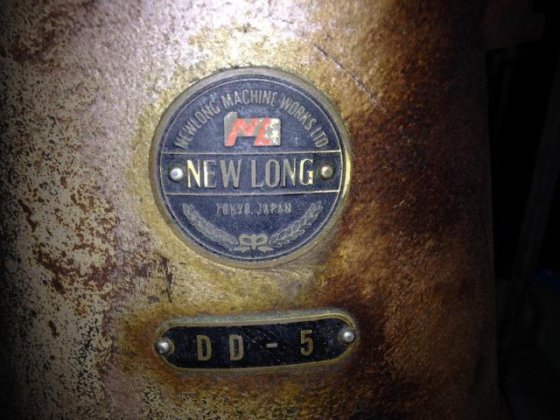 NEWLONG MACHINE WORKS LTD.
NL
NEW LONG
TOKYO, JAPAN
DD-5